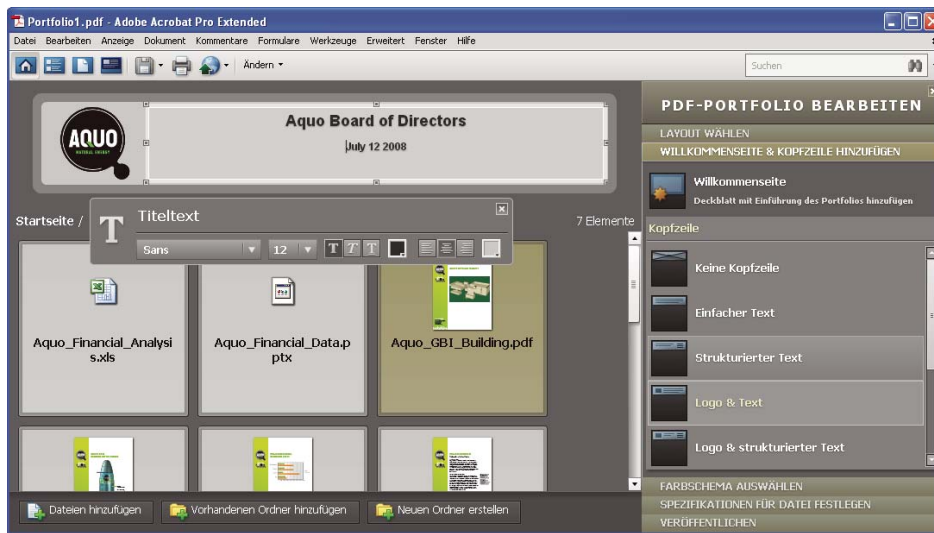 Portfolio1.pdf - Adobe Acrobat Pro Extended
Datei Bearbeiten Anzeige Dokument Kommentare Formulare Werkzeuge Erweitert Fenster Hilfe
Ändern
Suchen
AQUO
NATURAL ENERGY
Aquo Board of Directors
July 12 2008
Startseite /
7 Elemente
T
Titeltext
Sans
12
T T T
Aquo_Financial_Analysi
s.xls
Aquo_Financial_Data.p
ptx
Aquo_GBI_Building.pdf
Dateien hinzufügen
Vorhandenen Ordner hinzufügen
Neuen Ordner erstellen
PDF-PORTFOLIO BEARBEITEN
LAYOUT WÄHLEN
WILLKOMMENSEITE & KOPFZEILE HINZUFÜGEN
Willkommenseite
Deckblatt mit Einführung des Portfolios hinzufügen
Kopfzeile
Keine Kopfzeile
Einfacher Text
Strukturierter Text
Logo & Text
Logo & strukturierter Text
FARBSCHEMA AUSWÄHLEN
SPEZIFIKATIONEN FÜR DATEI FESTLEGEN
VERÖFFENTLICHEN